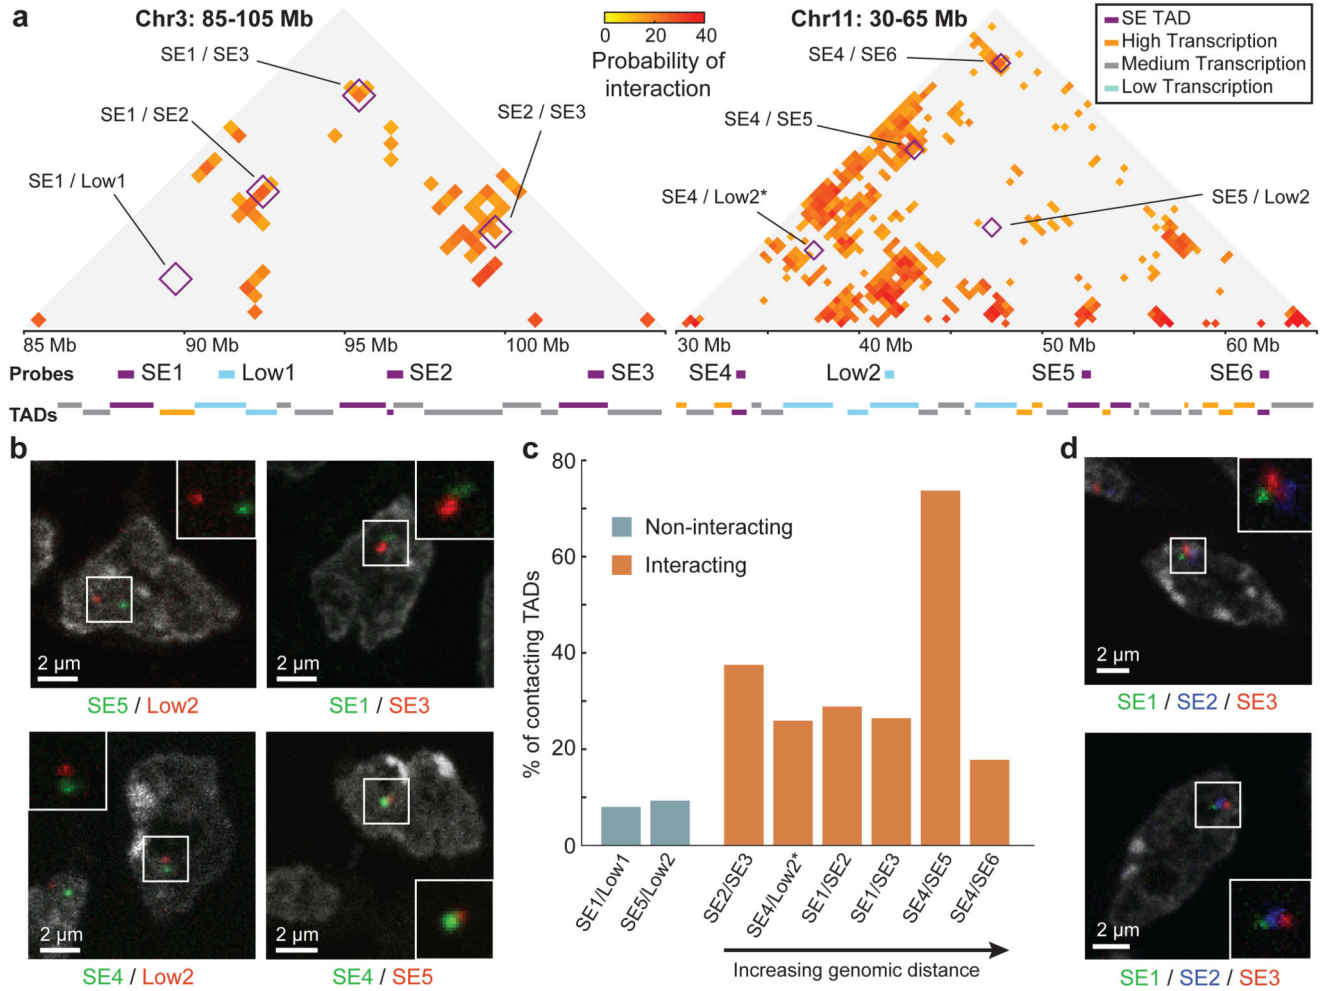 a
Chr3: 85-105 Mb
SE1 / SE3
SE1 / SE2
SE2 / SE3
SE1 / Low1
0 20 40
Probability of
interaction
Chr11: 30-65 Mb
SE4 / SE6
SE4 / SE5
SE4 / Low2*
SE5 / Low2
SE TAD
High Transcription
Medium Transcription
Low Transcription
85 Mb 90 Mb 95 Mb 100 Mb
30 Mb 40 Mb 50 Mb 60 Mb
Probes SE1 Low1 SE2 SE3 SE4 Low2 SE5 SE6
TADs
b
2 µm
SE5 / Low2
2 µm
SE1 / SE3
2 µm
SE4 / Low2
2 µm
SE4 / SE5
c
80
60
40
20
0
% of contacting TADs
Non-interacting
Interacting
SE1/Low1
SE5/Low2
SE2/SE3
SE4/Low2*
SE1/SE2
SE1/SE3
SE4/SE5
SE4/SE6
Increasing genomic distance
d
2 µm
SE1 / SE2 / SE3
2 µm
SE1 / SE2 / SE3